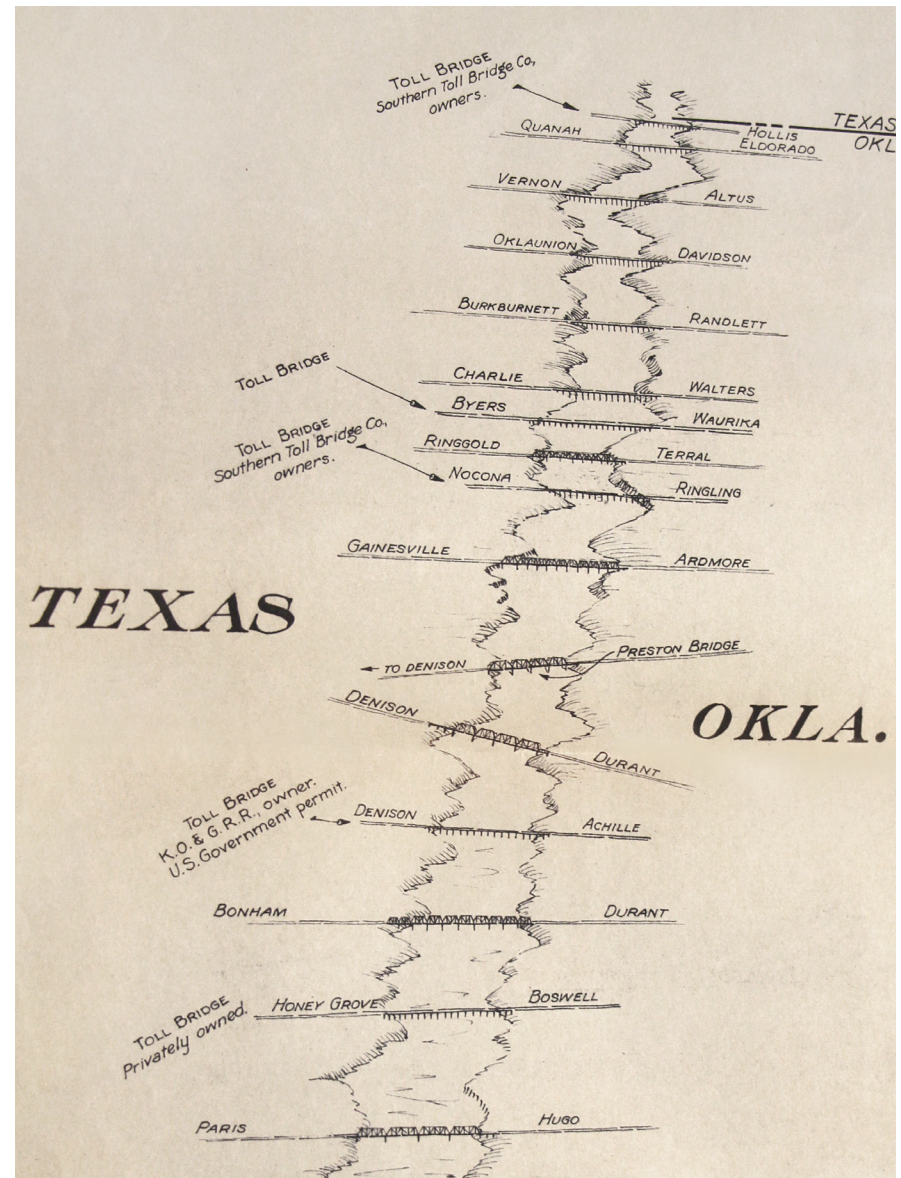 TOLL BRIDGE
Southern Toll Bridge Co,
owners.
TEXAS
OKL
HOLLIS
QUANAH
ELDORADO
VERNON
ALTUS
OKLAUNION
DAVIDSON
BURKBURNETT
RANDLETT
TOLL BRIDGE
CHARLIE
WALTERS
BYERS
WAURIKA
TOLL BRIDGE
Southern Toll Bridge Co,
owners.
RINGGOLD
TERRAL
NOCONA
RINGLING
GAINESVILLE
ARDMORE
TEXAS
PRESTON BRIDGE
TO DENISON
OKLA.
DENISON
DURANT
TOLL BRIDGE
K.O. & G.R.R., owner.
U.S. Government permit.
DENISON
ACHILLE
BONHAM
DURANT
TOLL BRIDGE
Privately owned.
HONEY GROVE
BOSWELL
PARIS
HUGO